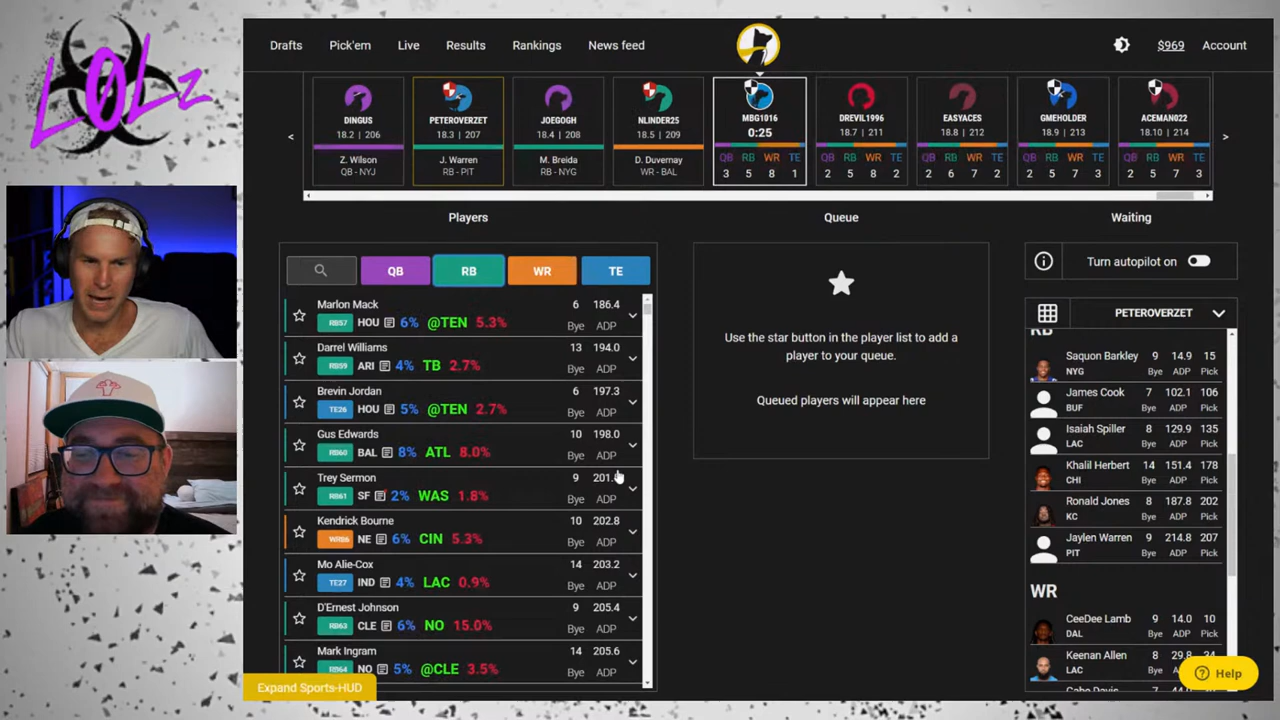 LOLz
Drafts Pick'em Live Results Rankings News feed $969 Account
DINGUS PETEROVERZET JOEGOGH NLINDER25 MBG1016 DREVIL1996 EASYACES GMEHOLDER ACEMAN022
18.2 | 206 18.3 | 207 18.4 | 208 18.5 | 209 0:25 18.7 | 211 18.8 | 212 18.9 | 213 18.10 | 214
Z. Wilson J. Warren M. Breida D. Duvernay QB RB WR TE QB RB WR TE QB RB WR TE QB RB WR TE QB RB WR TE
QB - NYJ RB - PIT RB - NYG WR - BAL 3 5 8 1 2 5 8 2 2 6 7 2 2 5 7 3 2 5 7 3
Players Queue Waiting
QB RB WR TE
Turn autopilot on
PETEROVERZET
Marlon Mack 6 186.4
RB57 HOU 6% @TEN 5.3% Bye ADP
Darrel Williams 13 194.0
RB59 ARI 4% TB 2.7% Bye ADP
Brevin Jordan 6 197.3
TE26 HOU 5% @TEN 2.7% Bye ADP
Gus Edwards 10 198.0
RB60 BAL 8% ATL 8.0% Bye ADP
Trey Sermon 9
RB61 SF 2% WAS 1.8% Bye ADP
Kendrick Bourne 10 202.8
WR86 NE 6% CIN 5.3% Bye ADP
Mo Alie-Cox 14 203.2
TE27 IND 4% LAC 0.9% Bye ADP
D'Ernest Johnson 9 205.4
RB63 CLE 6% NO 15.0% Bye ADP
Mark Ingram 14 205.6
RB64 NO 5% @CLE 3.5% Bye ADP
Use the star button in the player list to add a
player to your queue.
Queued players will appear here
RB
Saquon Barkley 9 14.9 15
NYG Bye ADP Pick
James Cook 7 102.1 106
BUF Bye ADP Pick
Isaiah Spiller 8 129.9 135
LAC Bye ADP Pick
Khalil Herbert 14 151.4 178
CHI Bye ADP Pick
Ronald Jones 8 187.8 202
KC Bye ADP Pick
Jaylen Warren 9 214.8 207
PIT Bye ADP Pick
WR
CeeDee Lamb 9 14.0 10
DAL Bye ADP Pick
Keenan Allen 8 29.8
LAC
Expand Sports-HUD
Help